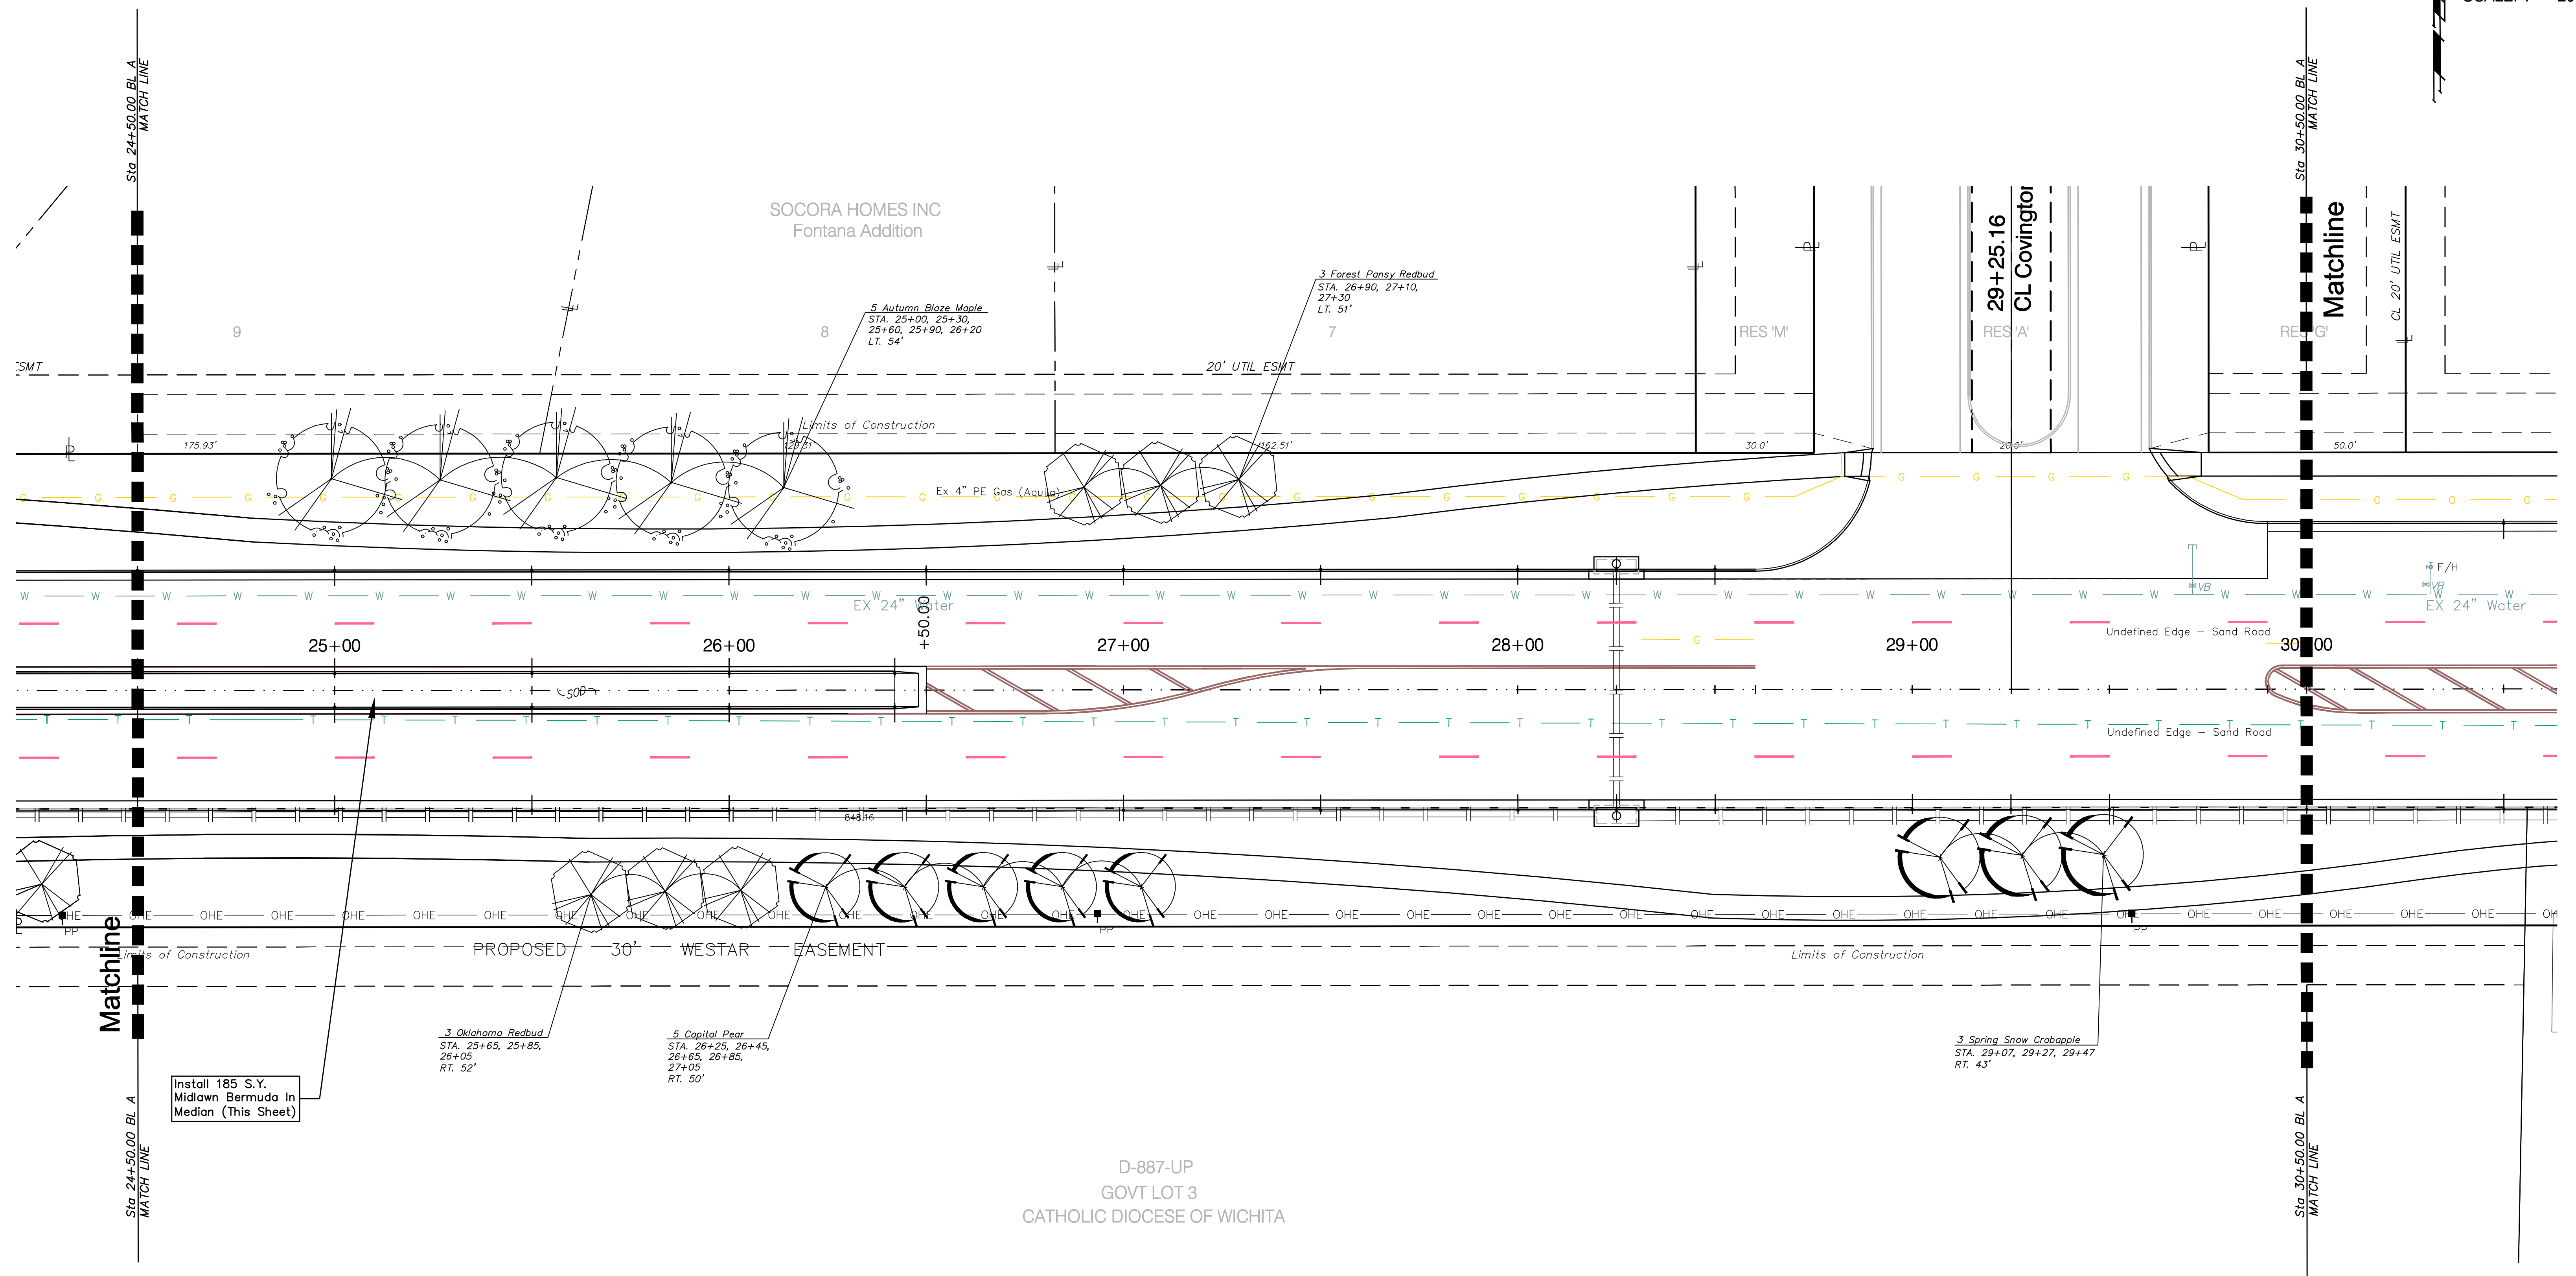 Sta 24+50.00 BL A
MATCH LINE
Sta 30+50.00 BL A
MATCH LINE
SOCORA HOMES INC
Fontana Addition
3 Forest Pansy Redbud
STA. 26+90, 27+10,
27+30
LT. 51'
5 Autumn Blaze Maple
STA. 25+00, 25+30,
25+60, 25+90, 26+20
LT. 54'
29+25.16
CL Covington
Matchline
CL 20' UTIL ESMT
9
8
7
RES 'M'
RES 'A'
RES 'G'
ESMT
20' UTIL ESMT
Limits of Construction
175.93'
129.31'
162.51'
30.0'
20.0'
50.0'
Ex 4" PE Gas (Aquila)
F/H
VB
VB
EX 24" Water
EX 24" Water
+50.00
Undefined Edge - Sand Road
25+00
26+00
27+00
28+00
29+00
30+00
SOD
Undefined Edge - Sand Road
848.16
PP
PP
PP
PROPOSED 30' WESTAR EASEMENT
Limits of Construction
Limits of Construction
Matchline
3 Oklahoma Redbud
STA. 25+65, 25+85,
26+05
RT. 52'
5 Capital Pear
STA. 26+25, 26+45,
26+65, 26+85,
27+05
RT. 50'
3 Spring Snow Crabapple
STA. 29+07, 29+27, 29+47
RT. 43'
Install 185 S.Y.
Midlawn Bermuda In
Median (This Sheet)
Sta 24+50.00 BL A
MATCH LINE
Sta 30+50.00 BL A
MATCH LINE
D-887-UP
GOVT LOT 3
CATHOLIC DIOCESE OF WICHITA